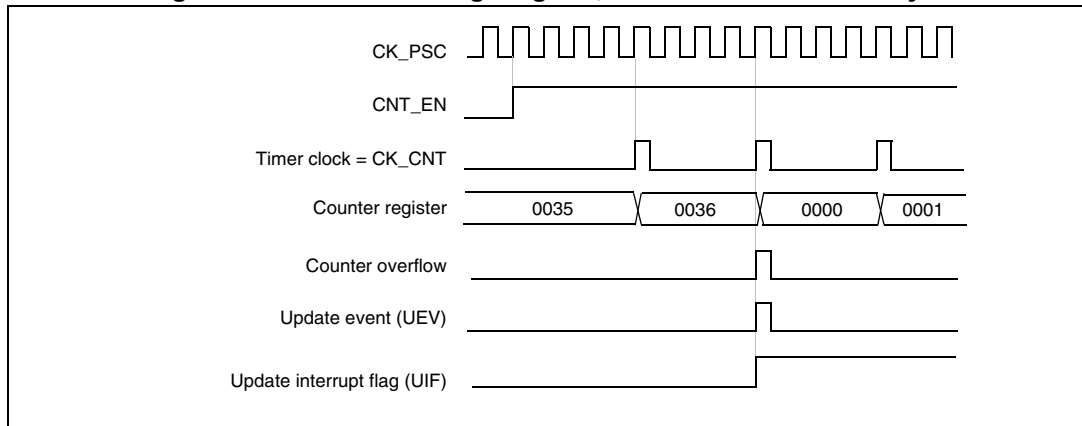 CK_PSC
CNT_EN
Timer clock = CK_CNT
Counter register 0035 0036 0000 0001
Counter overflow
Update event (UEV)
Update interrupt flag (UIF)